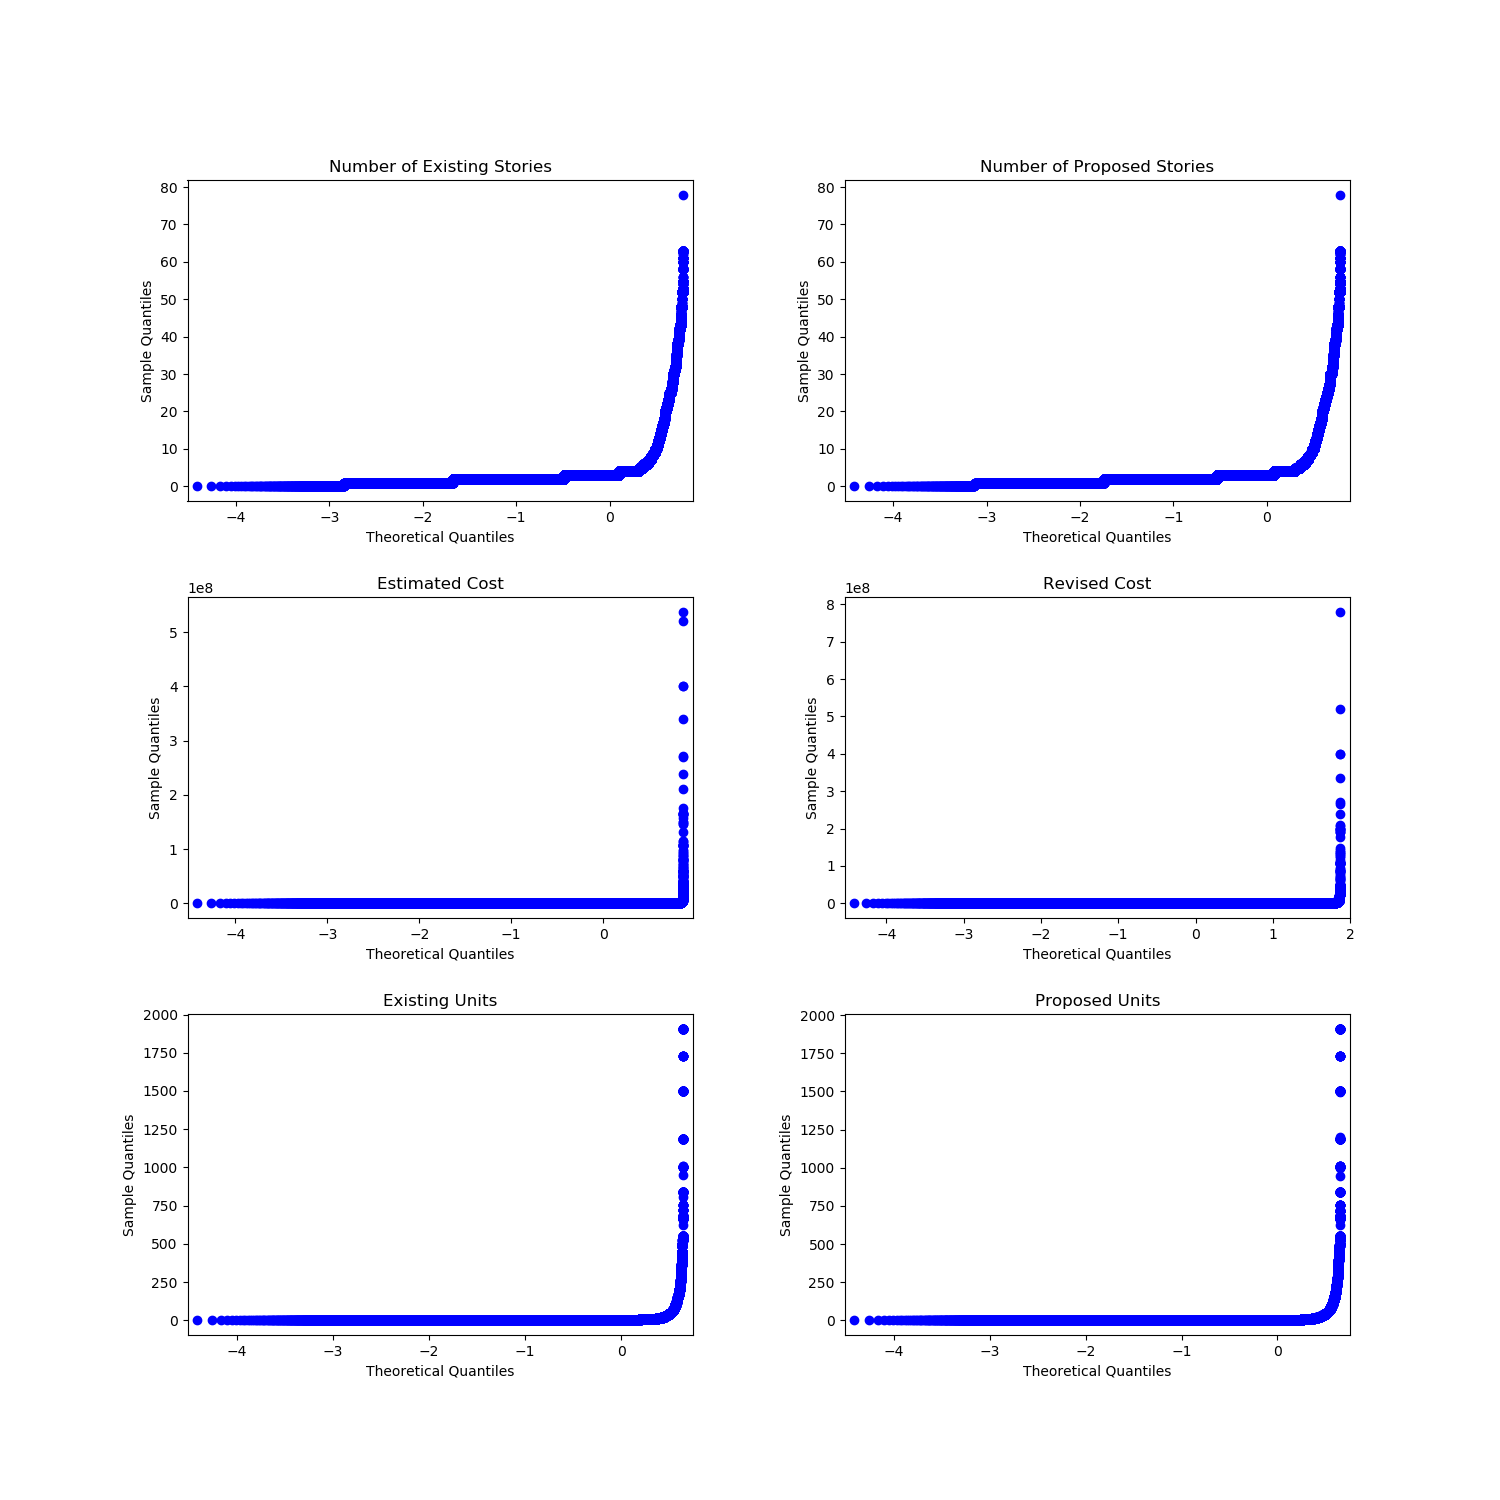 Number of Existing Stories
80
70
60
50
40
30
20
10
0
Sample Quantiles
−4 −3 −2 −1 0
Theoretical Quantiles
Number of Proposed Stories
80
70
60
50
40
30
20
10
0
Sample Quantiles
−4 −3 −2 −1 0
Theoretical Quantiles
Estimated Cost
1e8
5
4
3
2
1
0
Sample Quantiles
−4 −3 −2 −1 0
Theoretical Quantiles
Revised Cost
1e8
8
7
6
5
4
3
2
1
0
Sample Quantiles
−4 −3 −2 −1 0 1 2
Theoretical Quantiles
Existing Units
2000
1750
1500
1250
1000
750
500
250
0
Sample Quantiles
−4 −3 −2 −1 0
Theoretical Quantiles
Proposed Units
2000
1750
1500
1250
1000
750
500
250
0
Sample Quantiles
−4 −3 −2 −1 0
Theoretical Quantiles